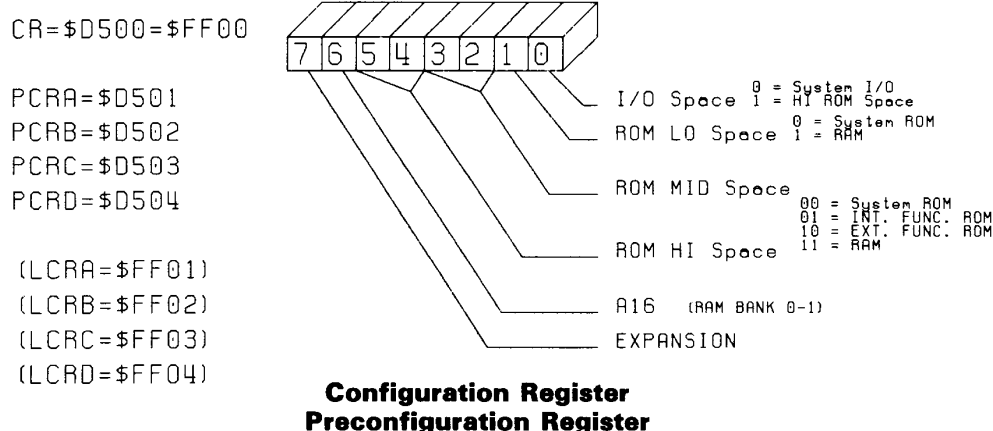 CR=$D500=$FF00
PCRA=$D501
PCRB=$D502
PCRC=$D503
PCRD=$D504
(LCRA=$FF01)
(LCRB=$FF02)
(LCRC=$FF03)
(LCRD=$FF04)
7 6 5 4 3 2 1 0
I/O Space 0 = System I/O
1 = HI ROM Space
ROM LO Space 0 = System ROM
1 = RAM
ROM MID Space
00 = System ROM
01 = INT. FUNC. ROM
10 = EXT. FUNC. ROM
11 = RAM
ROM HI Space
A16 (RAM BANK 0-1)
EXPANSION
Configuration Register
Preconfiguration Register